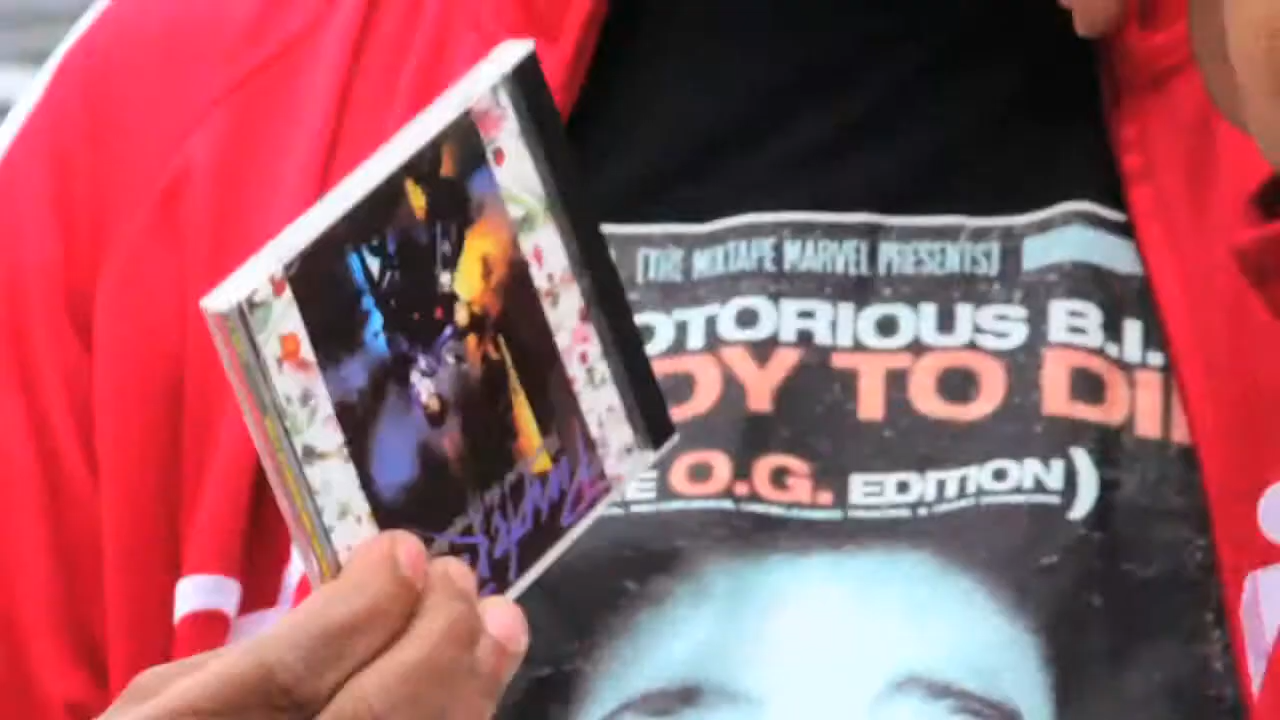 (THE MIXTAPE MARVEL PRESENTS)
OTORIOUS B.I.
DY TO DI
E O.G. EDITION)